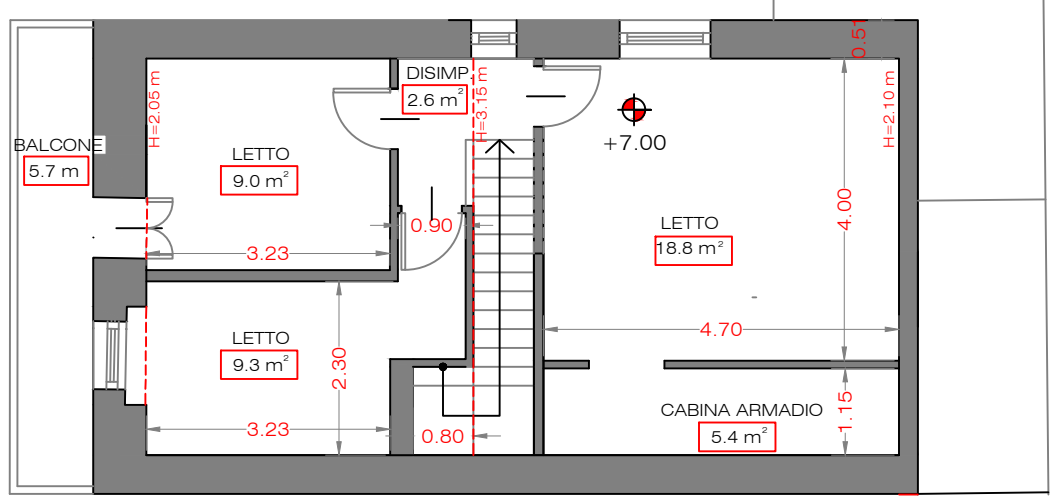 0.51
DISIMP.
2.6 m²
H=2.05 m
H=3.15 m
H=2.10 m
+7.00
BALCONE
5.7 m
LETTO
9.0 m²
4.00
LETTO
18.8 m²
0.90
3.23
4.70
LETTO
9.3 m²
2.30
CABINA ARMADIO
5.4 m²
1.15
3.23
0.80